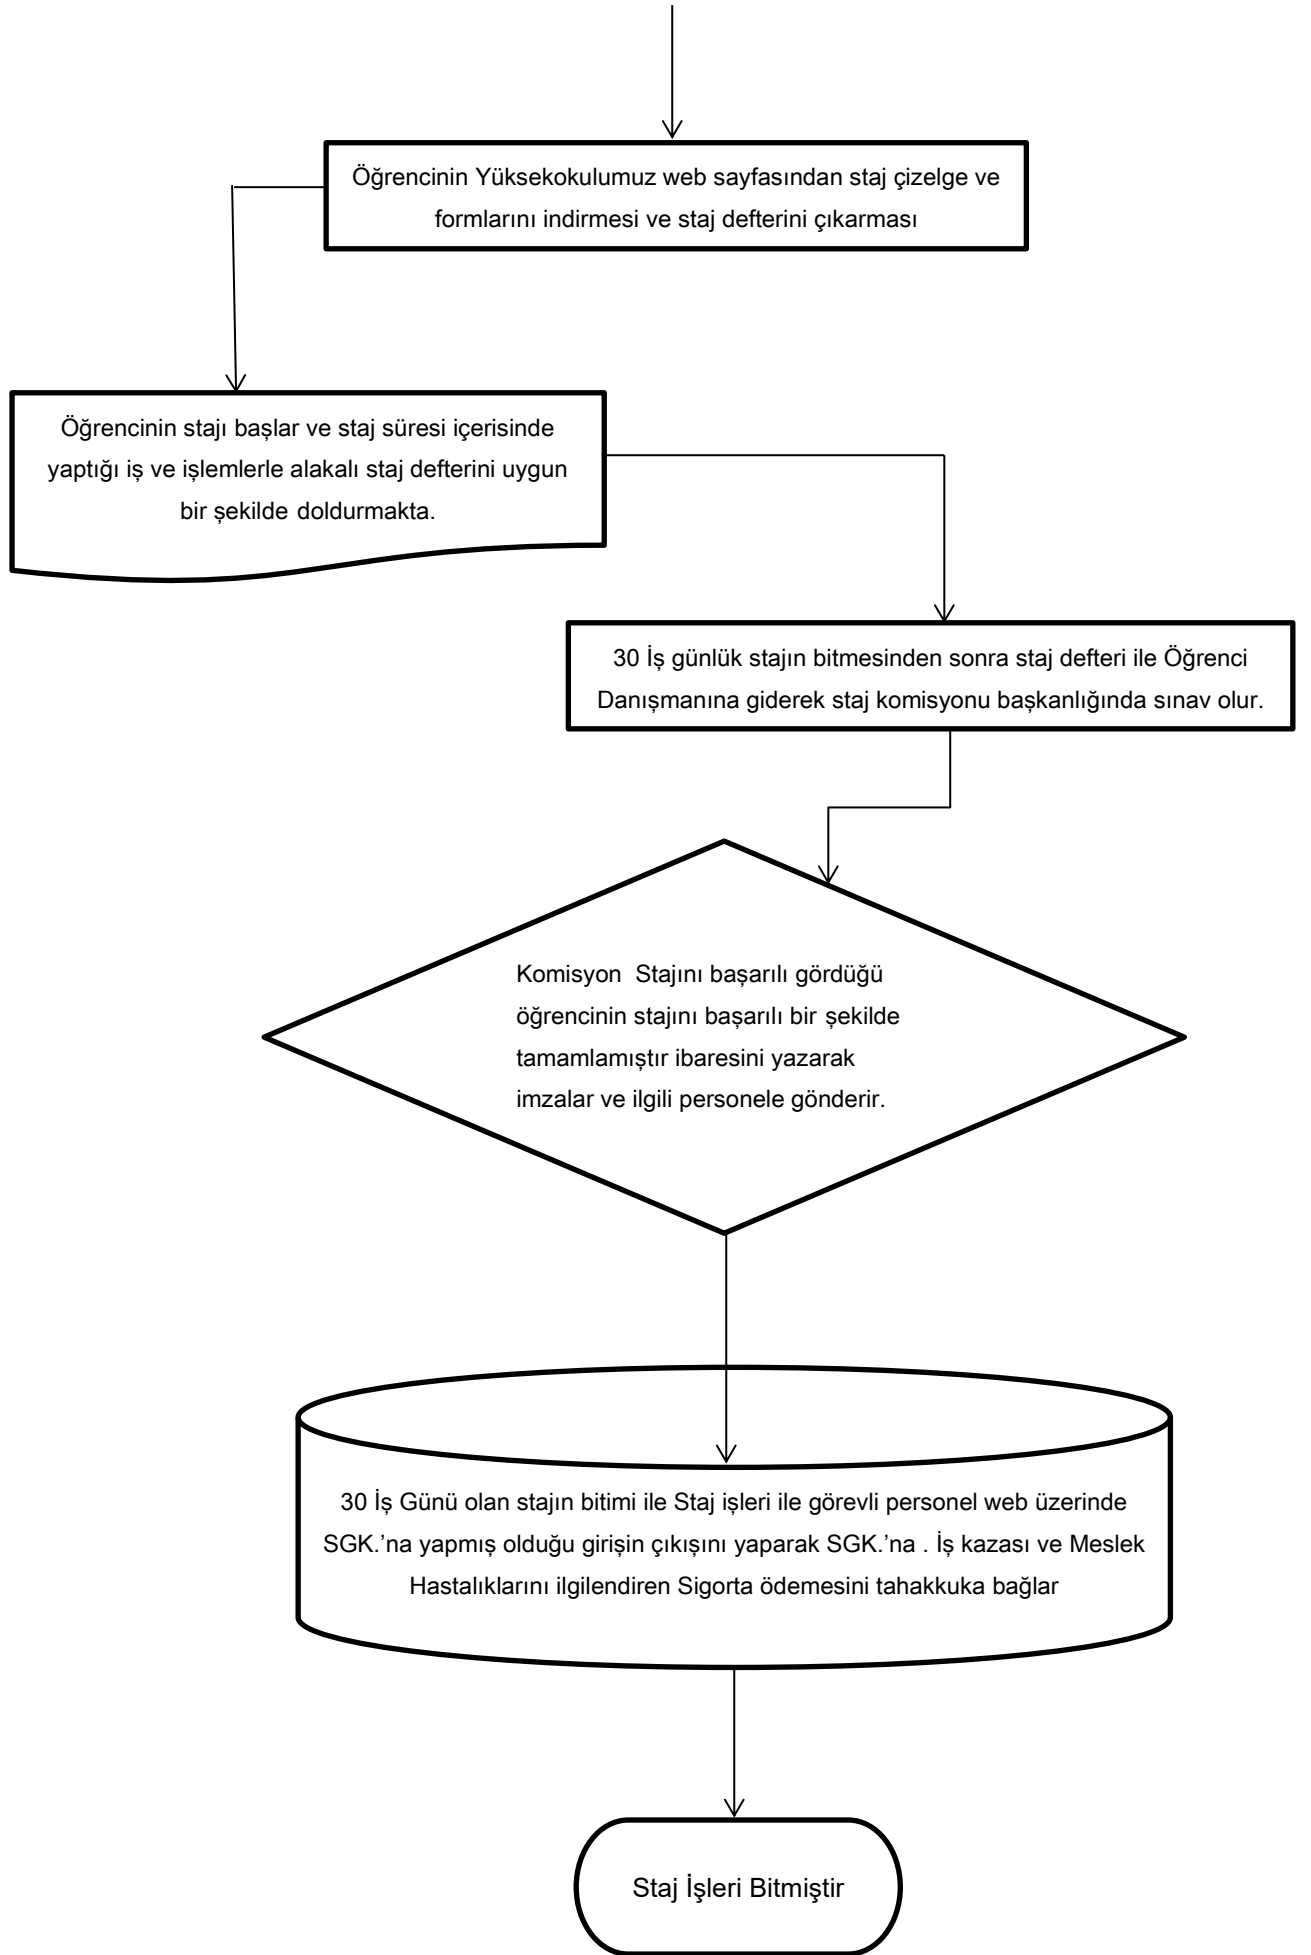 Öğrencinin Yüksekokulumuz web sayfasından staj çizelge ve
formlarını indirmesi ve staj defterini çıkarması
Öğrencinin stajı başlar ve staj süresi içerisinde
yaptığı iş ve işlemlerle alakalı staj defterini uygun
bir şekilde doldurmakta.
30 İş günlük stajın bitmesinden sonra staj defteri ile Öğrenci
Danışmanına giderek staj komisyonu başkanlığında sınav olur.
Komisyon  Stajını başarılı gördüğü
öğrencinin stajını başarılı bir şekilde
tamamlamıştır ibaresini yazarak
imzalar ve ilgili personele gönderir.
30 İş Günü olan stajın bitimi ile Staj işleri ile görevli personel web üzerinde
SGK.’na yapmış olduğu girişin çıkışını yaparak SGK.’na . İş kazası ve Meslek
Hastalıklarını ilgilendiren Sigorta ödemesini tahakkuka bağlar
Staj İşleri Bitmiştir